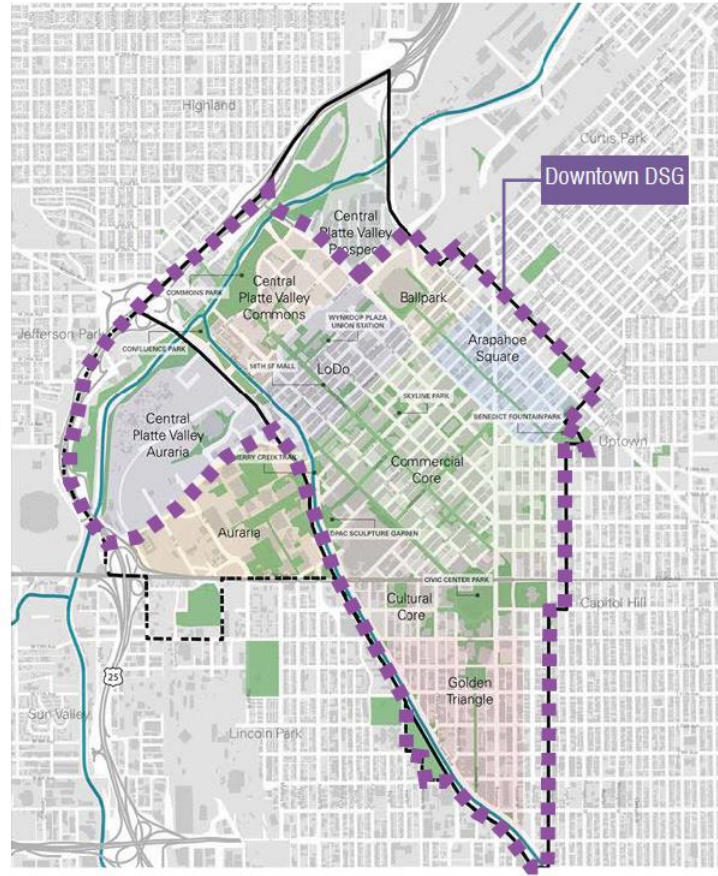 Highland
Curtis Park
Downtown DSG
Central
Platte Valley
Prospect
Central
Platte Valley
Commons
COMMONS PARK
Ballpark
WYNKOOP PLAZA
UNION STATION
Jefferson Park
CONFLUENCE PARK
Arapahoe
Square
16TH ST MALL
LoDo
SKYLINE PARK
BENEDICT FOUNTAIN PARK
Central
Platte Valley
Auraria
Uptown
CHERRY CREEK TRAIL
Commercial
Core
Auraria
DPAC SCULPTURE GARDEN
CIVIC CENTER PARK
Cultural
Core
Capitol Hill
25
Golden
Triangle
Sun Valley
Lincoln Park